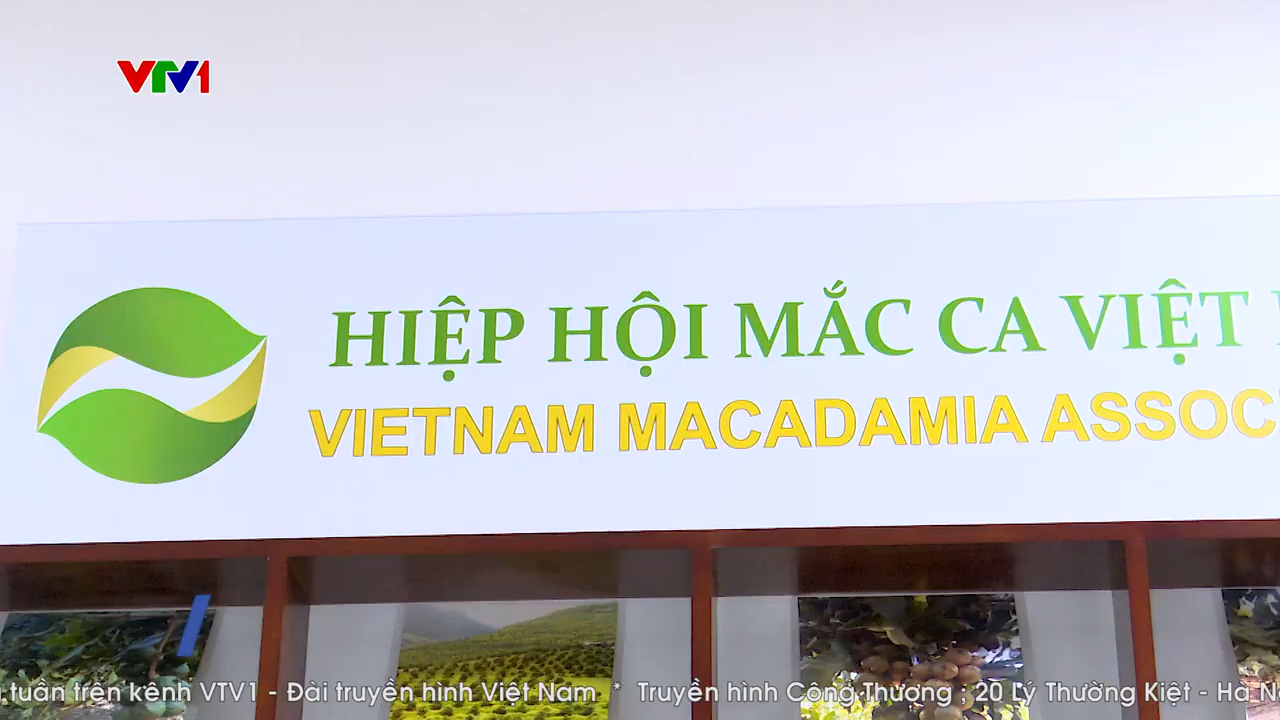 VTV1
HIỆP HỘI MẮC CA VIỆT
VIETNAM MACADAMIA ASSOC
tuần trên kênh VTV1 - Đài truyền hình Việt Nam * Truyền hình Công Thương ; 20 Lý Thường Kiệt - Hà